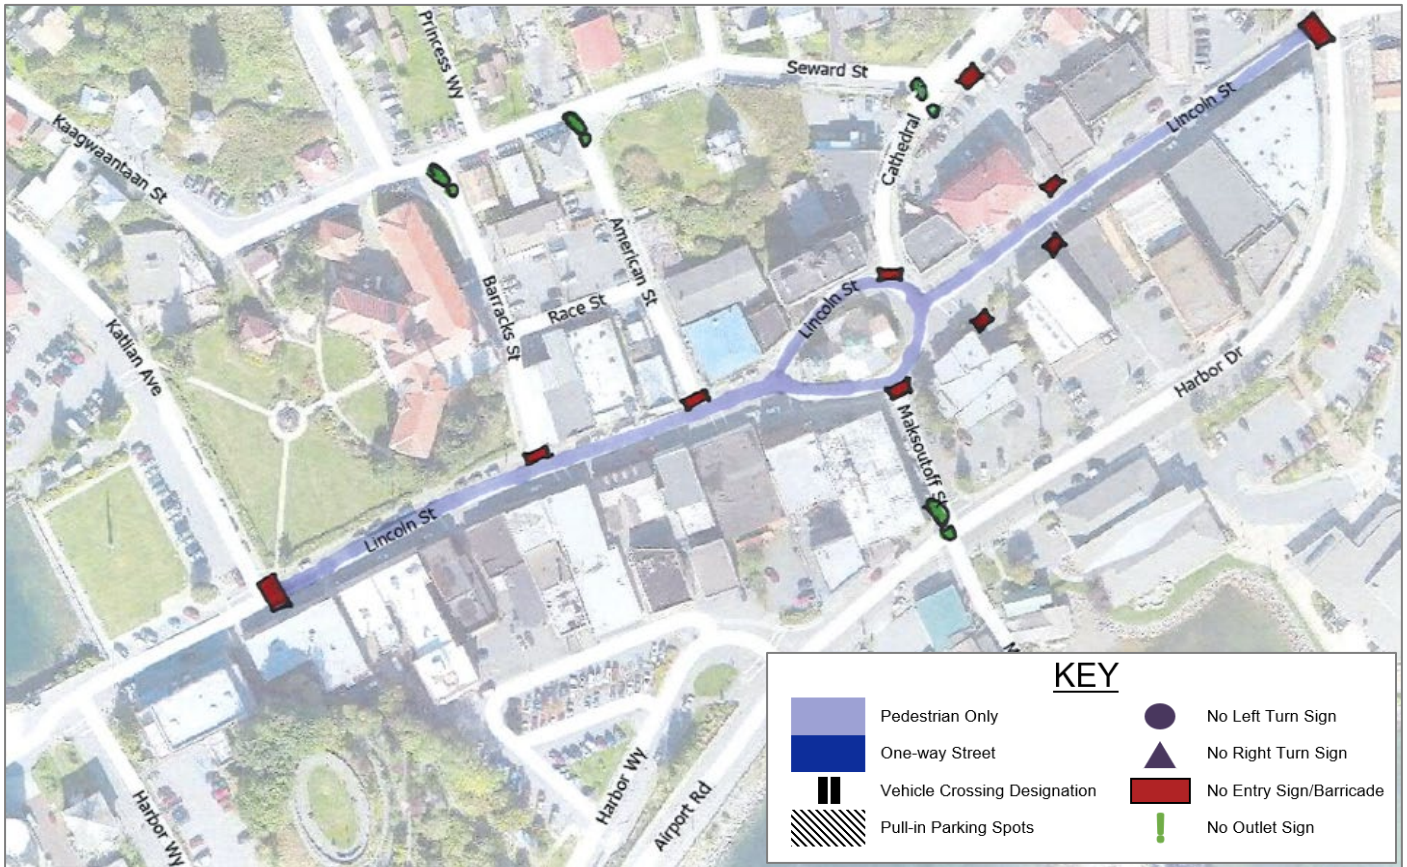 Princess Wy
Seward St
Lincoln St
Kaagwaantaan St
Cathedral
American St
Barracks St
Race St
Lincoln St
Katlian Ave
Harbor Dr
Maksoutoff St
Lincoln St
M
Harbor Wy
Harbor Wy
Airport Rd
KEY
Pedestrian Only
No Left Turn Sign
One-way Street
No Right Turn Sign
Vehicle Crossing Designation
No Entry Sign/Barricade
Pull-in Parking Spots
No Outlet Sign